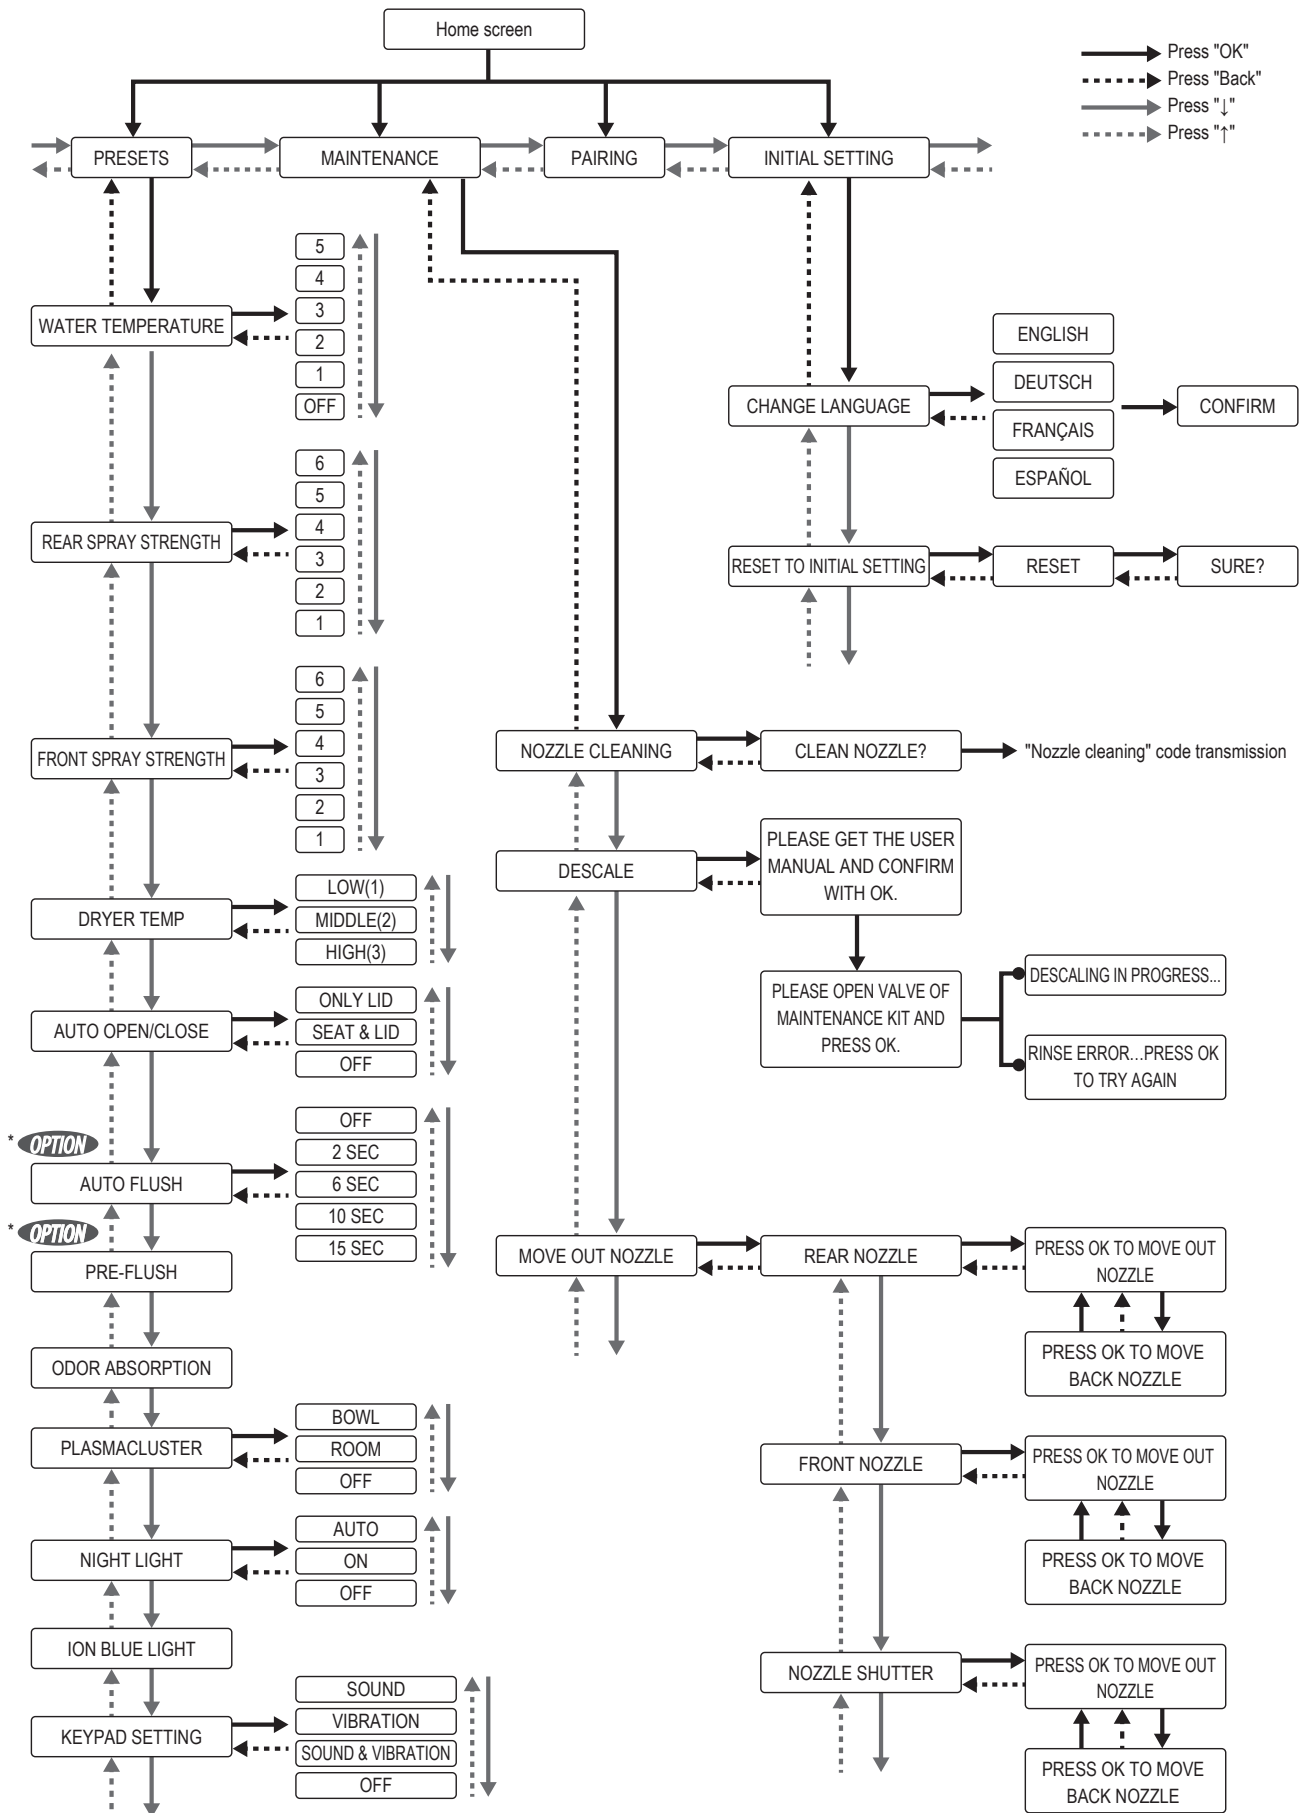 Home screen
Press "OK"
Press "Back"
Press "↓"
Press "↑"
PRESETS
MAINTENANCE
PAIRING
INITIAL SETTING
WATER TEMPERATURE
5
4
3
2
1
OFF
REAR SPRAY STRENGTH
6
5
4
3
2
1
FRONT SPRAY STRENGTH
6
5
4
3
2
1
DRYER TEMP
LOW(1)
MIDDLE(2)
HIGH(3)
AUTO OPEN/CLOSE
ONLY LID
SEAT & LID
OFF
* OPTION
AUTO FLUSH
OFF
2 SEC
6 SEC
10 SEC
15 SEC
* OPTION
PRE-FLUSH
ODOR ABSORPTION
PLASMACLUSTER
BOWL
ROOM
OFF
NIGHT LIGHT
AUTO
ON
OFF
ION BLUE LIGHT
KEYPAD SETTING
SOUND
VIBRATION
SOUND & VIBRATION
OFF
NOZZLE CLEANING
CLEAN NOZZLE?
"Nozzle cleaning" code transmission
DESCALE
PLEASE GET THE USER
MANUAL AND CONFIRM
WITH OK.
PLEASE OPEN VALVE OF
MAINTENANCE KIT AND
PRESS OK.
DESCALING IN PROGRESS...
RINSE ERROR...PRESS OK
TO TRY AGAIN
MOVE OUT NOZZLE
REAR NOZZLE
PRESS OK TO MOVE OUT
NOZZLE
PRESS OK TO MOVE
BACK NOZZLE
FRONT NOZZLE
PRESS OK TO MOVE OUT
NOZZLE
PRESS OK TO MOVE
BACK NOZZLE
NOZZLE SHUTTER
PRESS OK TO MOVE OUT
NOZZLE
PRESS OK TO MOVE
BACK NOZZLE
CHANGE LANGUAGE
ENGLISH
DEUTSCH
FRANÇAIS
ESPAÑOL
CONFIRM
RESET TO INITIAL SETTING
RESET
SURE?